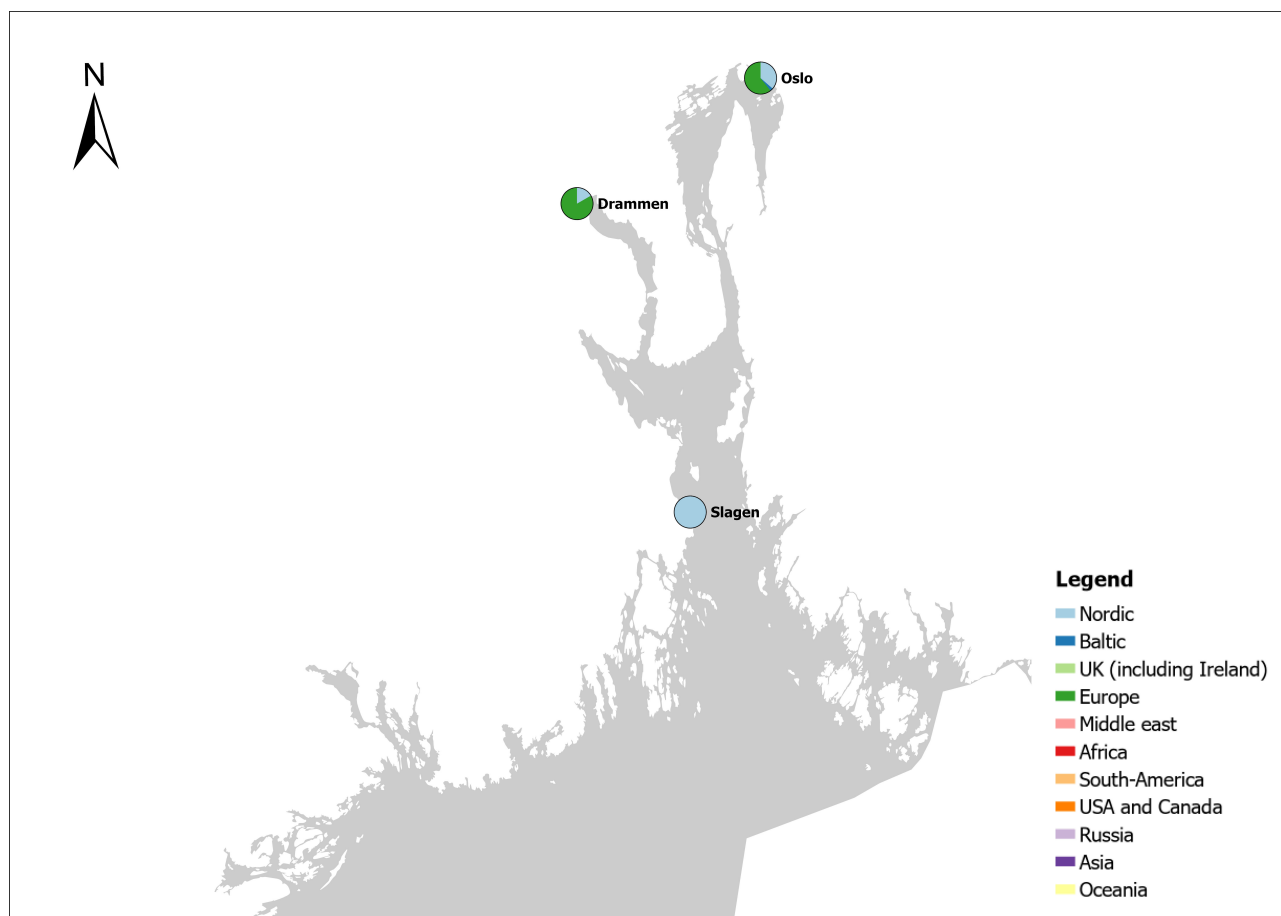 N
Oslo
Drammen
Slagen
Legend
Nordic
Baltic
UK (including Ireland)
Europe
Middle east
Africa
South-America
USA and Canada
Russia
Asia
Oceania